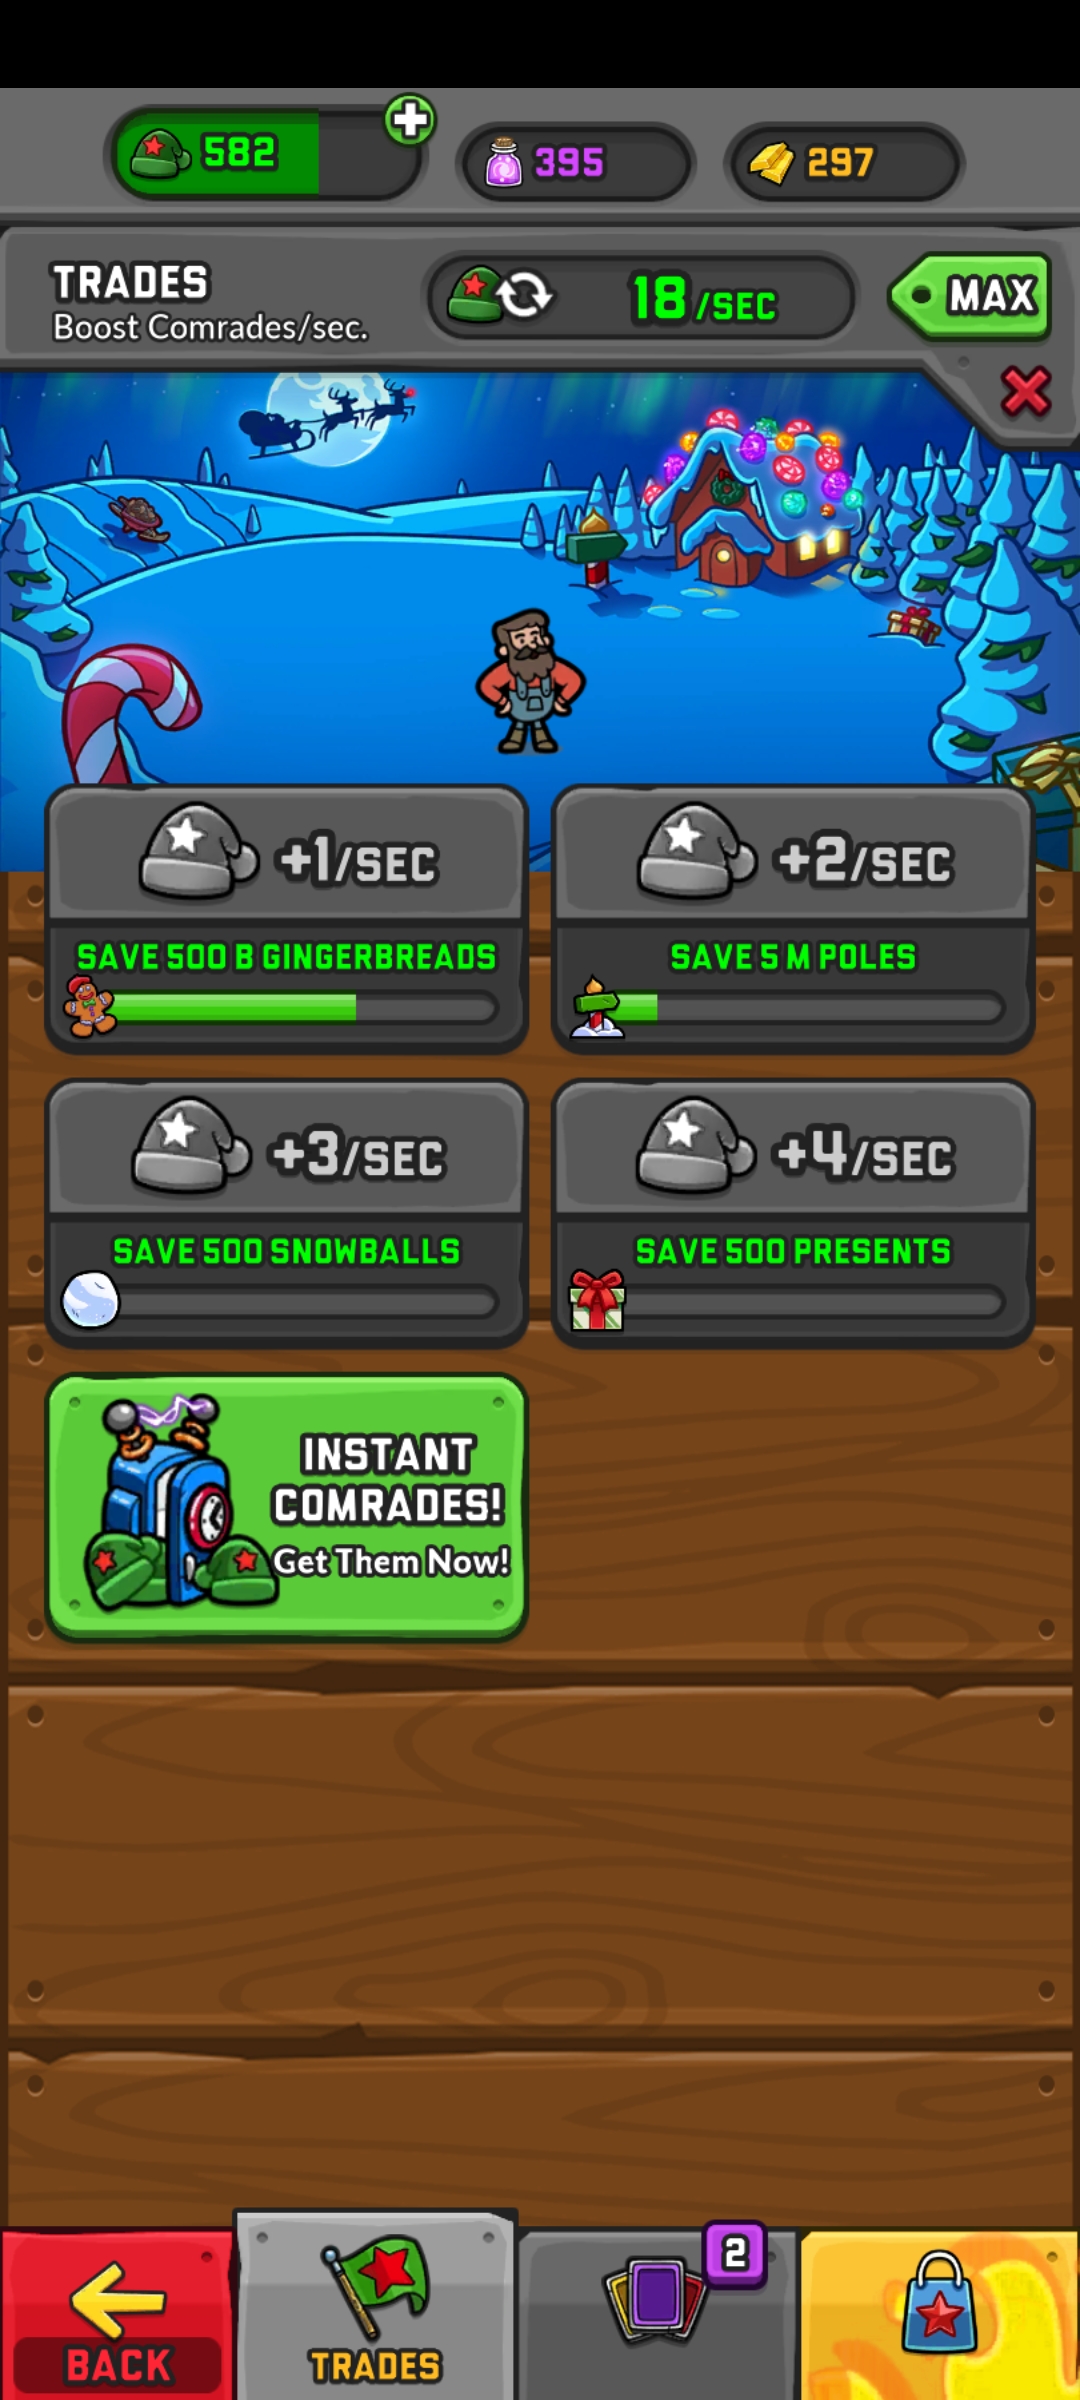 582
395
297
TRADES
Boost Comrades/sec.
18/SEC
MAX
+1/SEC
SAVE 500 B GINGERBREADS
+2/SEC
SAVE 5 M POLES
+3/SEC
SAVE 500 SNOWBALLS
+4/SEC
SAVE 500 PRESENTS
INSTANT
COMRADES!
Get Them Now!
BACK
TRADES
2